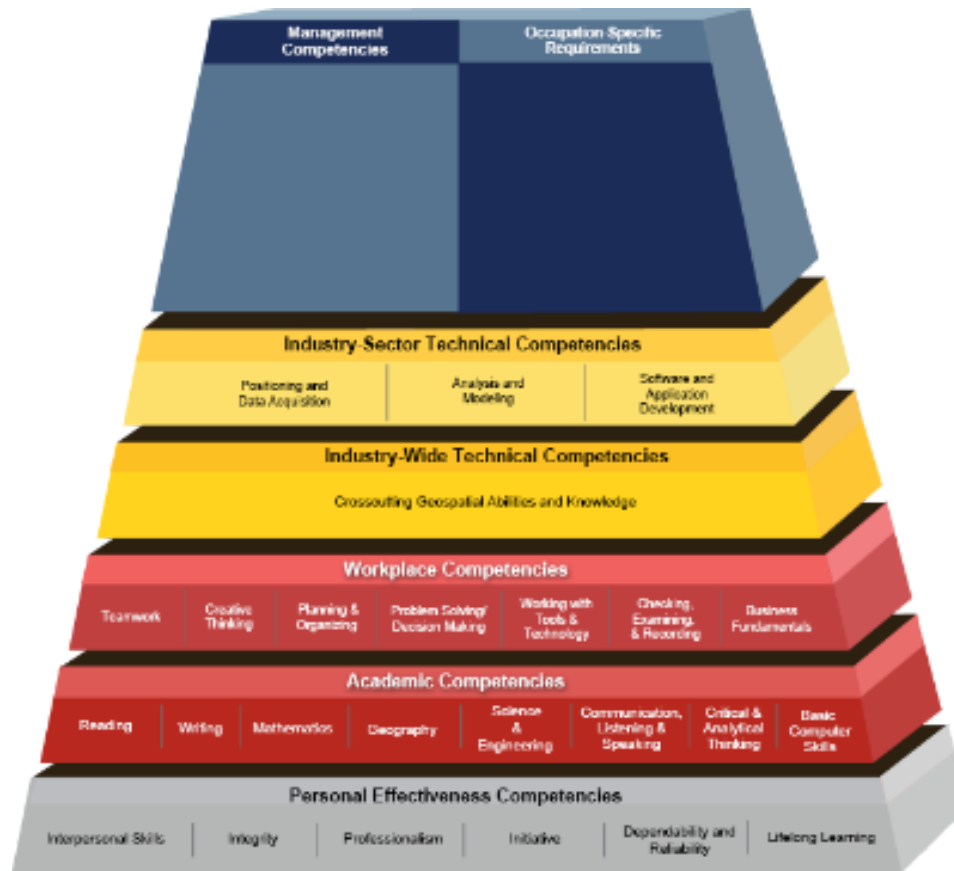 Management
Competencies
Occupation Specific
Requirements
Industry-Sector Technical Competencies
Positioning and
Data Acquisition
Analysis and
Modeling
Software and
Application
Development
Industry-Wide Technical Competencies
Crosscutting Geospatial Abilities and Knowledge
Workplace Competencies
Teamwork
Creative
Thinking
Planning &
Organizing
Problem Solving/
Decision Making
Working with
Tools &
Technology
Checking,
Examining,
& Recording
Business
Fundamentals
Academic Competencies
Reading
Writing
Mathematics
Geography
Science
&
Engineering
Communication,
Listening &
Speaking
Critical &
Analytical
Thinking
Basic
Computer
Skills
Personal Effectiveness Competencies
Interpersonal Skills
Integrity
Professionalism
Initiative
Dependability and
Reliability
Lifelong Learning